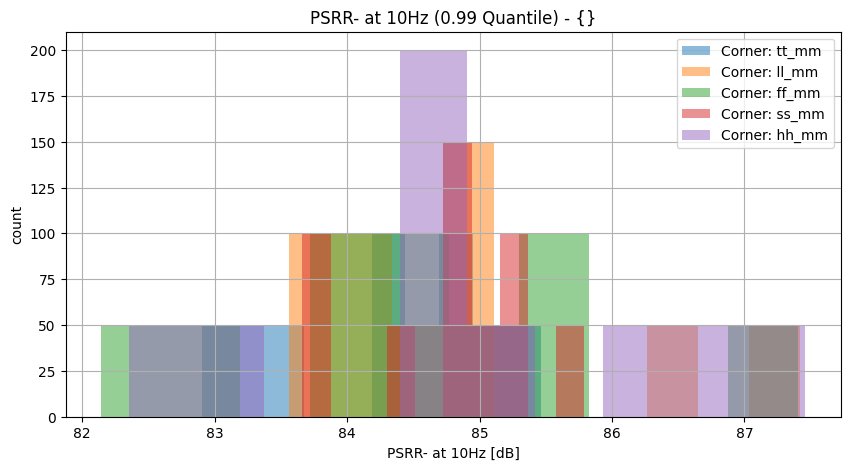 PSRR- at 10Hz (0.99 Quantile) - {}
Corner: tt_mm
Corner: ll_mm
Corner: ff_mm
Corner: ss_mm
Corner: hh_mm
count
200
175
150
125
100
75
50
25
0
82
83
84
85
86
87
PSRR- at 10Hz [dB]